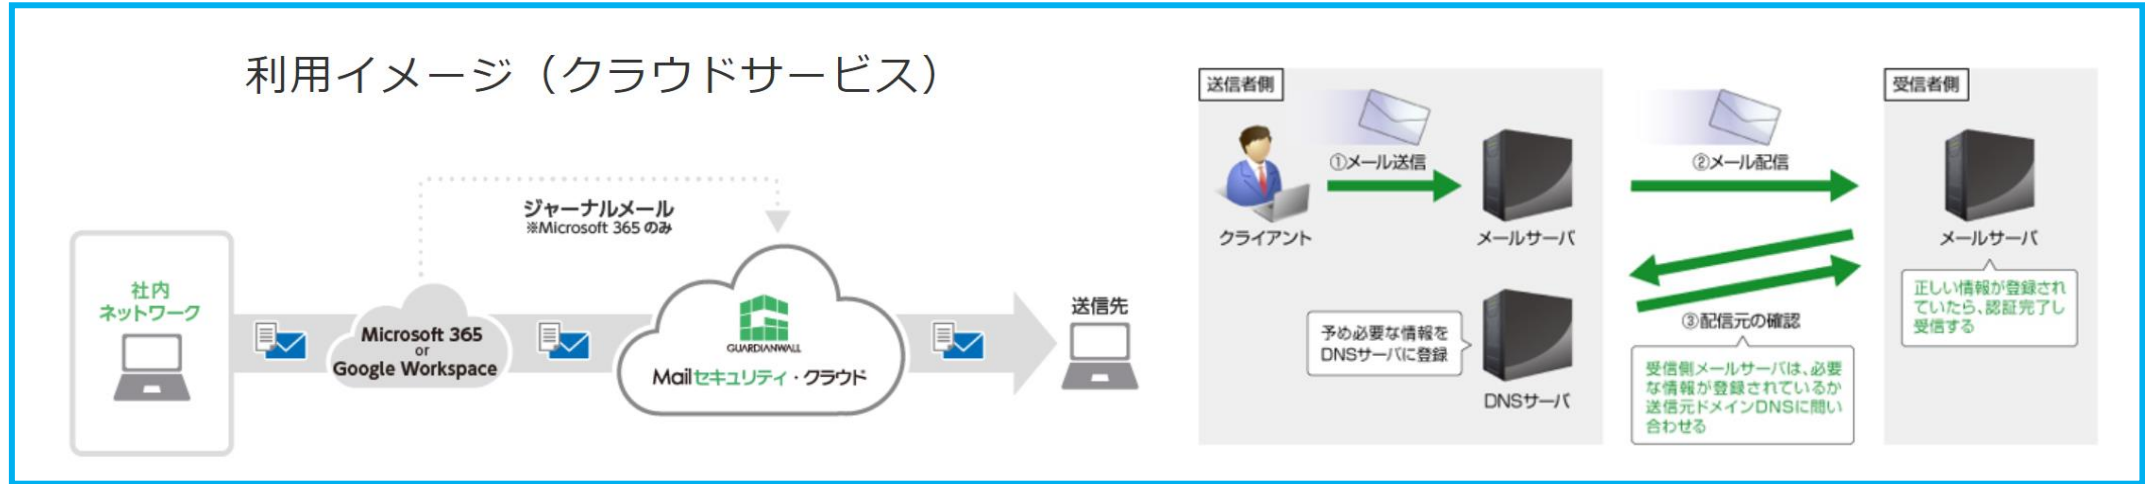 利用イメージ（クラウドサービス）
ジャーナルメール
※Microsoft 365 のみ
社内
ネットワーク
Microsoft 365
or
Google Workspace
GUARDIANWALL
Mailセキュリティ・クラウド
送信先
送信者側
①メール送信
クライアント
メールサーバ
予め必要な情報を
DNSサーバに登録
DNSサーバ
②メール配信
③配信元の確認
受信側メールサーバは、必要
な情報が登録されているか
送信元ドメインDNSに問い
合わせる
受信者側
メールサーバ
正しい情報が登録され
ていたら、認証完了し
受信する